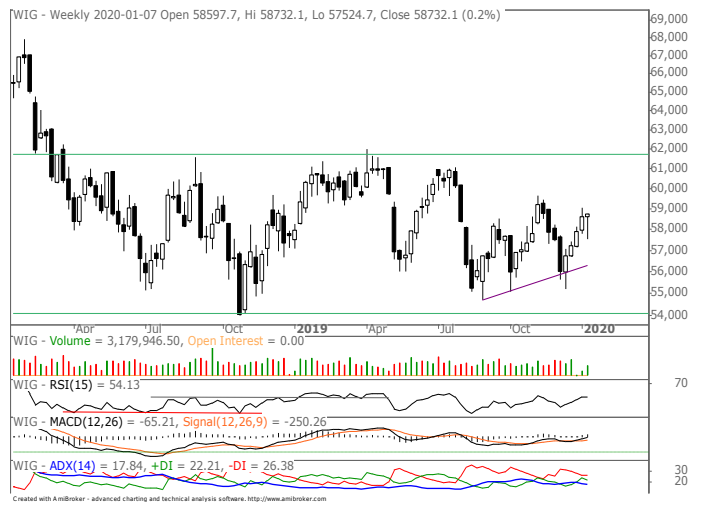 WIG - Weekly 2020-01-07 Open 58597.7, Hi 58732.1, Lo 57524.7, Close 58732.1 (0.2%)
69,000
68,000
67,000
66,000
65,000
64,000
63,000
62,000
61,000
60,000
59,000
58,000
57,000
56,000
55,000
54,000
Apr Jul Oct 2019 Apr Jul Oct 2020
WIG - Volume = 3,179,946.50, Open Interest = 0.00
WIG - RSI(15) = 54.13
70
WIG - MACD(12,26) = -65.21, Signal(12,26,9) = -250.26
WIG - ADX(14) = 17.84, +DI = 22.21, -DI = 26.38
30
20
Created with AmiBroker - advanced charting and technical analysis software. http://www.amibroker.com